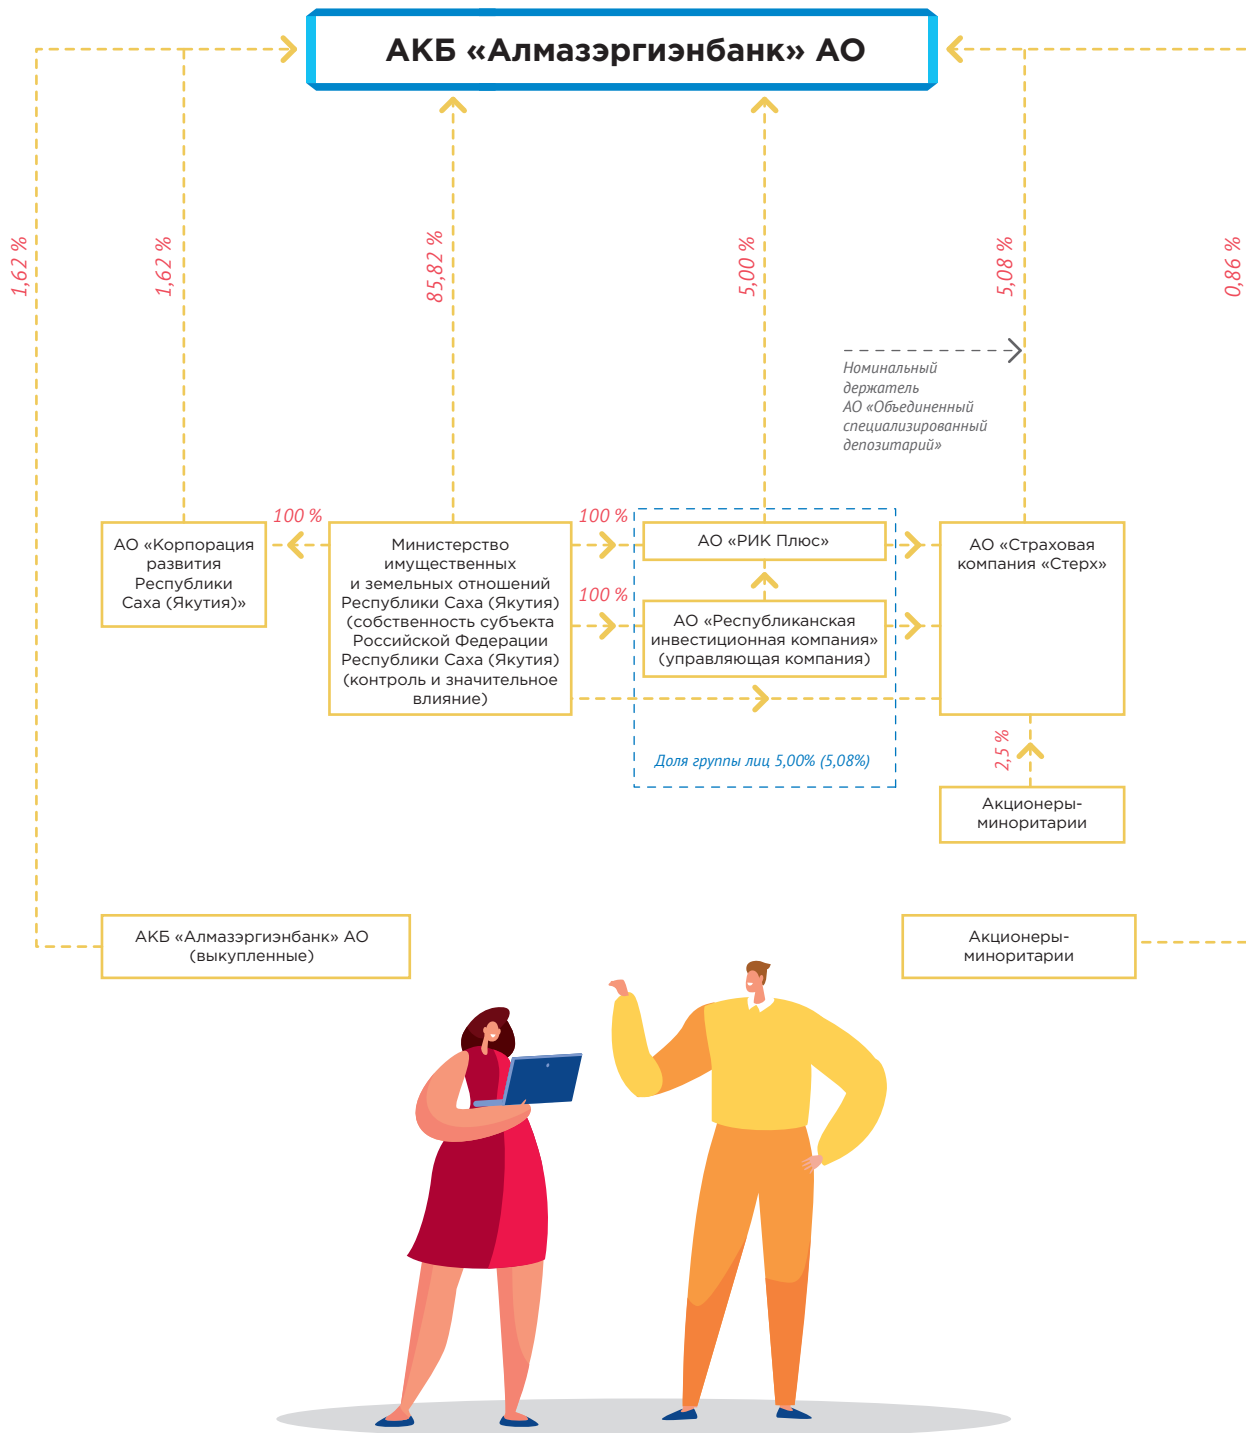 АКБ «Алмазэргиэнбанк» АО
1,62 %
1,62 %
85,82 %
5,00 %
5,08 %
0,86 %
Номинальный
держатель
АО «Объединенный
специализированный
депозитарий»
АО «Корпорация
развития
Республики
Саха (Якутия)»
100 %
Министерство
имущественных
и земельных отношений
Республики Саха (Якутия)
(собственность субъекта
Российской Федерации
Республики Саха (Якутия)
(контроль и значительное
влияние)
100 %
100 %
АО «РИК Плюс»
АО «Республиканская
инвестиционная компания»
(управляющая компания)
Доля группы лиц 5,00% (5,08%)
АО «Страховая
компания «Стерх»
2,5 %
Акционеры-
миноритарии
АКБ «Алмазэргиэнбанк» АО
(выкупленные)
Акционеры-
миноритарии